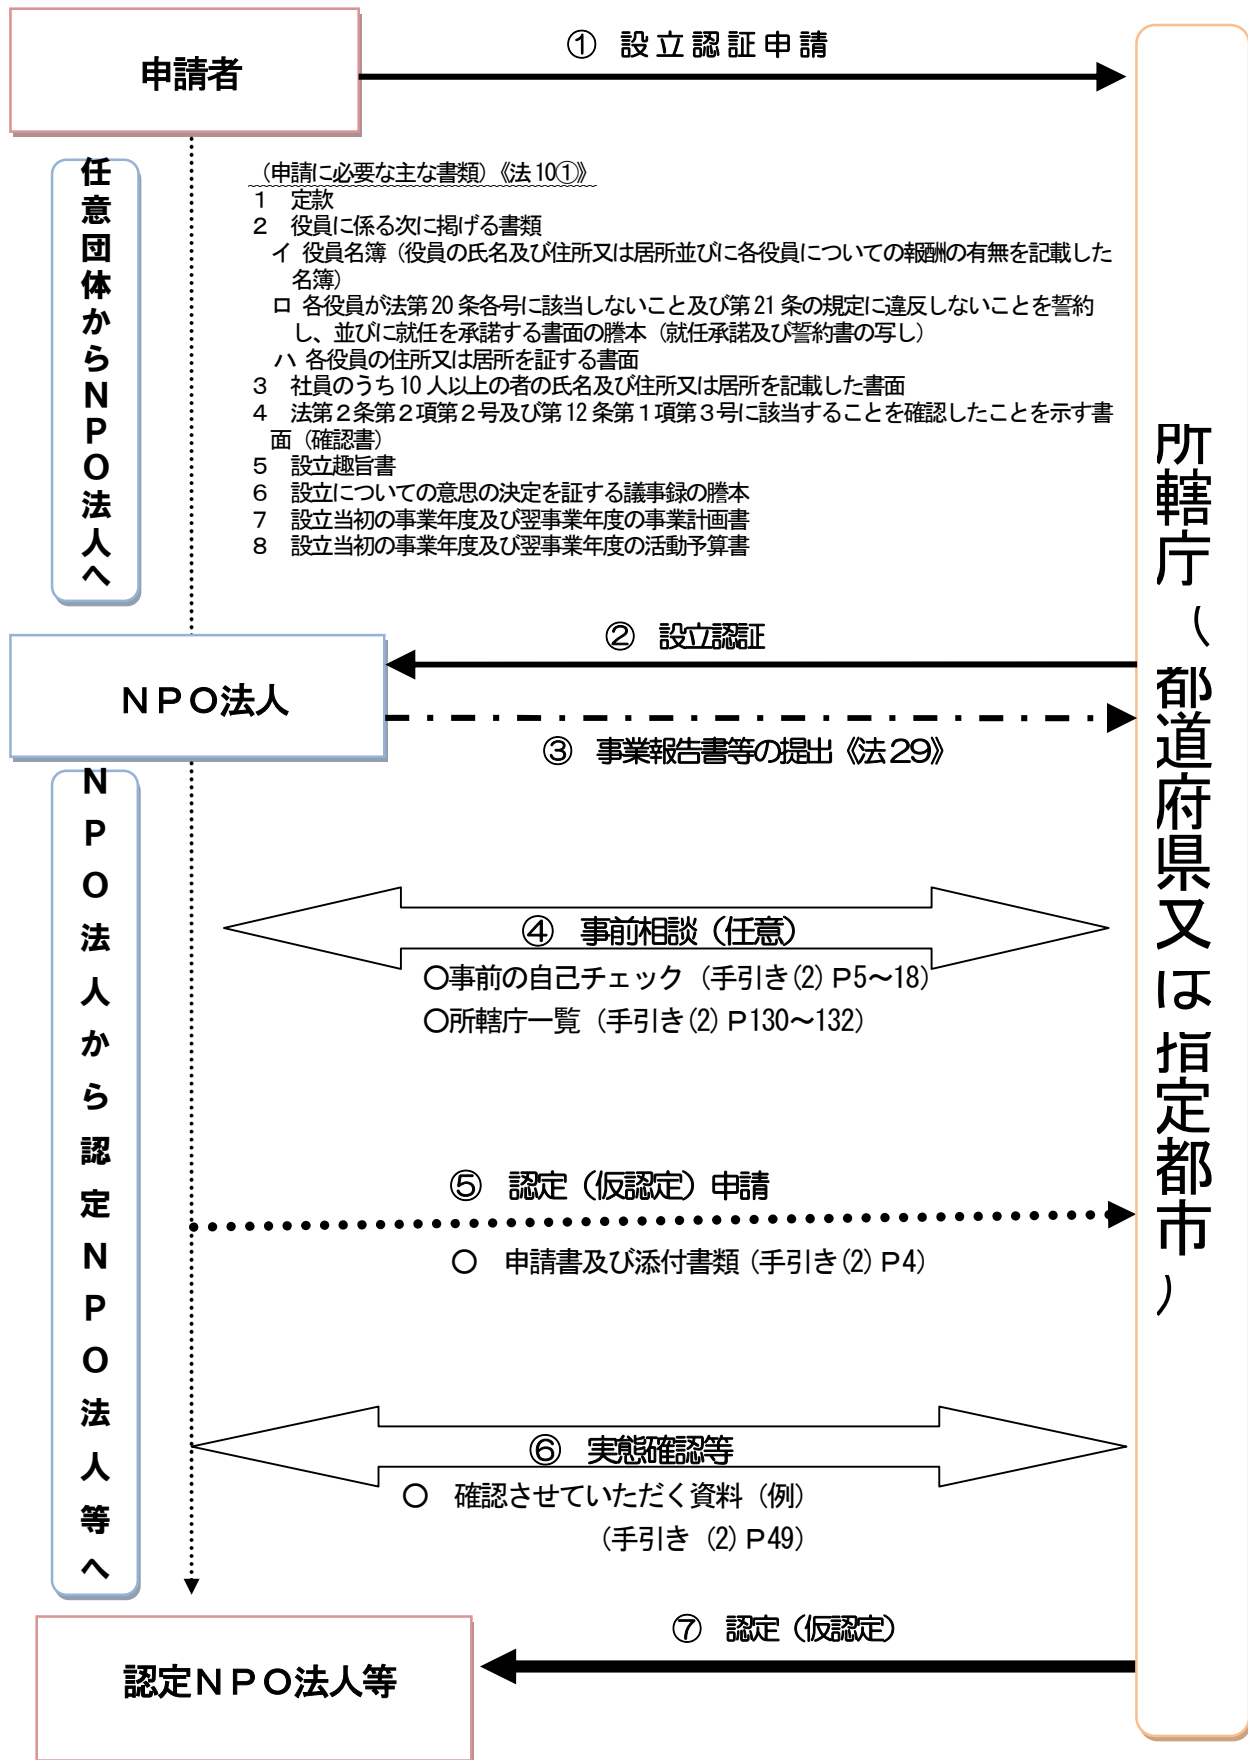 申請者
① 設立認証申請
任意団体からＮＰＯ法人へ
（申請に必要な主な書類）《法10①》
１　定款
２　役員に係る次に掲げる書類
イ 役員名簿（役員の氏名及び住所又は居所並びに各役員についての報酬の有無を記載した
名簿）
ロ 各役員が法第20条各号に該当しないこと及び第21条の規定に違反しないことを誓約
し、並びに就任を承諾する書面の謄本（就任承諾及び誓約書の写し）
ハ 各役員の住所又は居所を証する書面
３　社員のうち10人以上の者の氏名及び住所又は居所を記載した書面
４　法第２条第２項第２号及び第12条第１項第３号に該当することを確認したことを示す書
面（確認書）
５　設立趣旨書
６　設立についての意思の決定を証する議事録の謄本
７　設立当初の事業年度及び翌事業年度の事業計画書
８　設立当初の事業年度及び翌事業年度の活動予算書
所轄庁（都道府県又は指定都市）
② 設立認証
ＮＰＯ法人
③ 事業報告書等の提出《法29》
ＮＰＯ法人から認定ＮＰＯ法人等へ
④ 事前相談（任意）
○事前の自己チェック（手引き(2)Ｐ5～18）
○所轄庁一覧（手引き(2)Ｐ130～132）
⑤ 認定（仮認定）申請
○　申請書及び添付書類（手引き(2)Ｐ4）
⑥ 実態確認等
○　確認させていただく資料（例）
（手引き（2）Ｐ49）
⑦ 認定（仮認定）
認定ＮＰＯ法人等